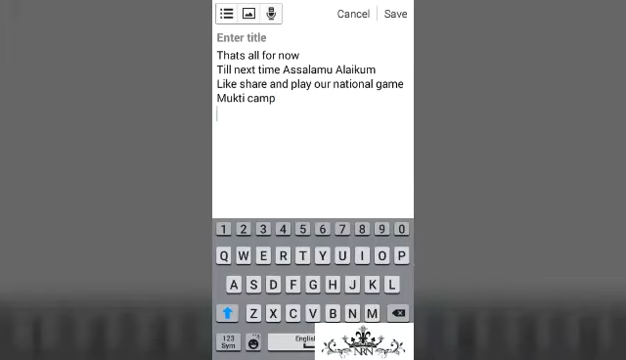 Cancel Save
Enter title
Thats all for now
Till next time Assalamu Alaikum
Like share and play our national game
Mukti camp
1 2 3 4 5 6 7 8 9 0
Q W E R T Y U I O P
A S D F G H J K L
Z X C V B N M
123
Sym
English
NRN